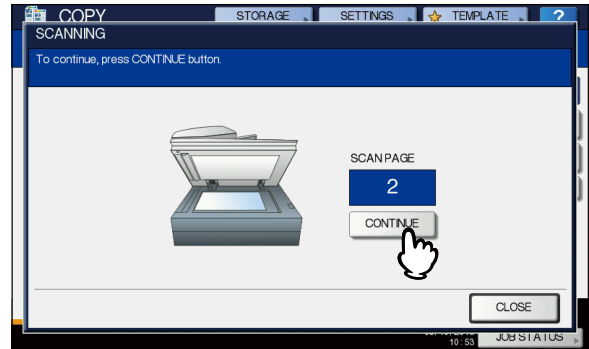 COPY STORAGE SETTINGS TEMPLATE ?
SCANNING
To continue, press CONTINUE button.
SCAN PAGE
2
CONTINUE
CLOSE
JOB STATUS
10 : 53